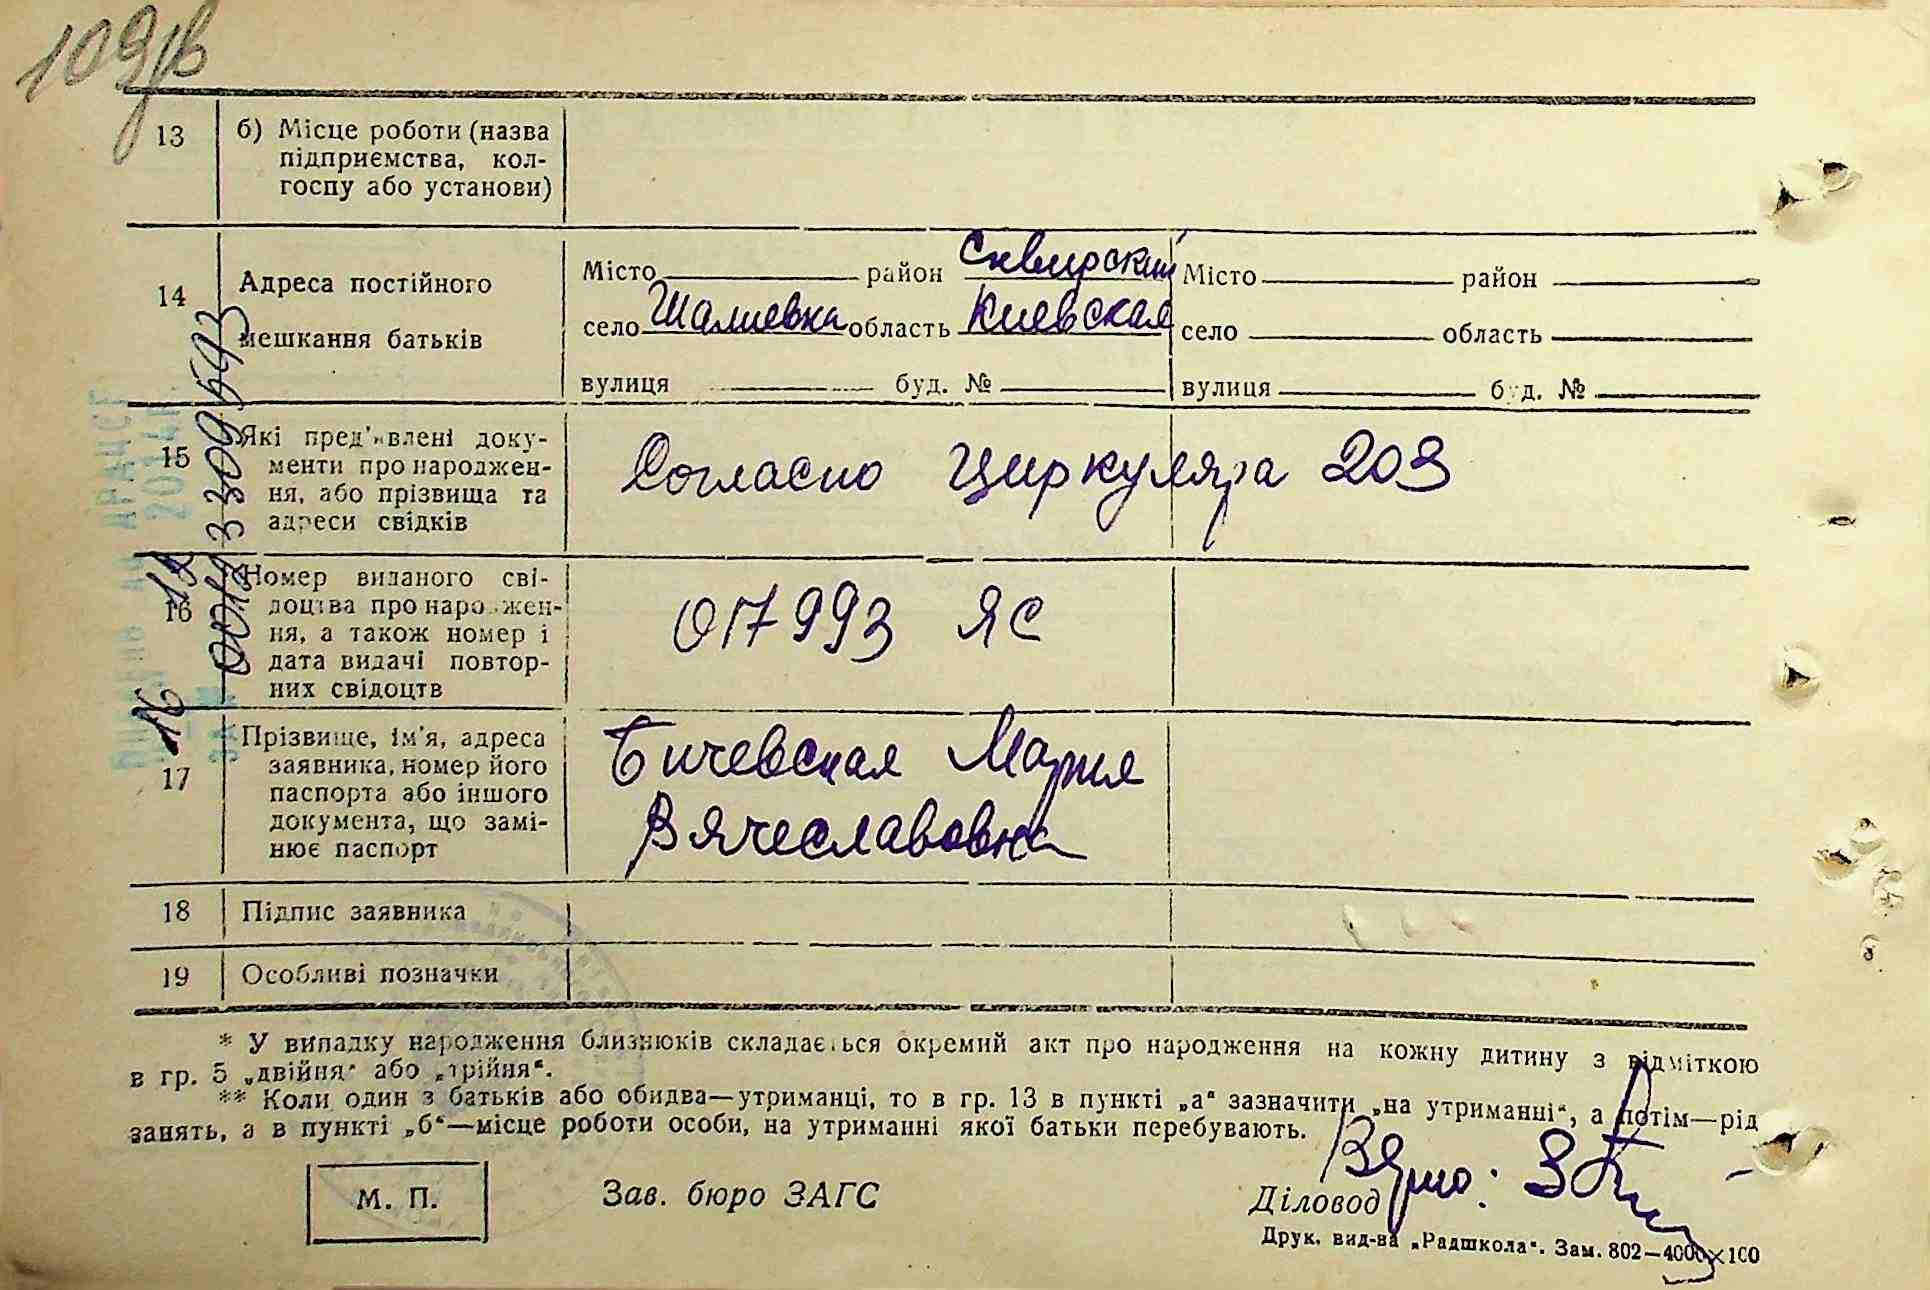 13 б) Місце роботи (назва
підприємства, кол-
госпу або установи)
14 Адреса постійного
мешкання батьків
Місто район Сквирский
село Шалиевка область Киевская
вулиця буд. №
Місто район
село область
вулиця буд. №
15 Які пред'явлені доку-
менти про народжен-
ня, або прізвища та
адреси свідків
Согласно Циркуляра 203
16 Номер виданого сві-
доцтва про народжен-
ня, а також номер і
дата видачі повтор-
них свідоцтв
017993 ЯС
17 Прізвище, ім'я, адреса
заявника, номер його
паспорта або іншого
документа, що замі-
нює паспорт
Бичевская Мария
Вячеславовна
18 Підпис заявника
19 Особливі позначки
* У випадку народження близнюків складається окремий акт про народження на кожну дитину з відміткою
в гр. 5 „двійня“ або „трійня“.
** Коли один з батьків або обидва—утриманці, то в гр. 13 в пункті „а“ зазначити „на утриманні“, а потім—рід
занять, а в пункті „б“—місце роботи особи, на утриманні якої батьки перебувають.
М. П.
Зав. бюро ЗАГС
Діловод
Друк. вид-ва „Радшкола“. Зам. 802—4000×100